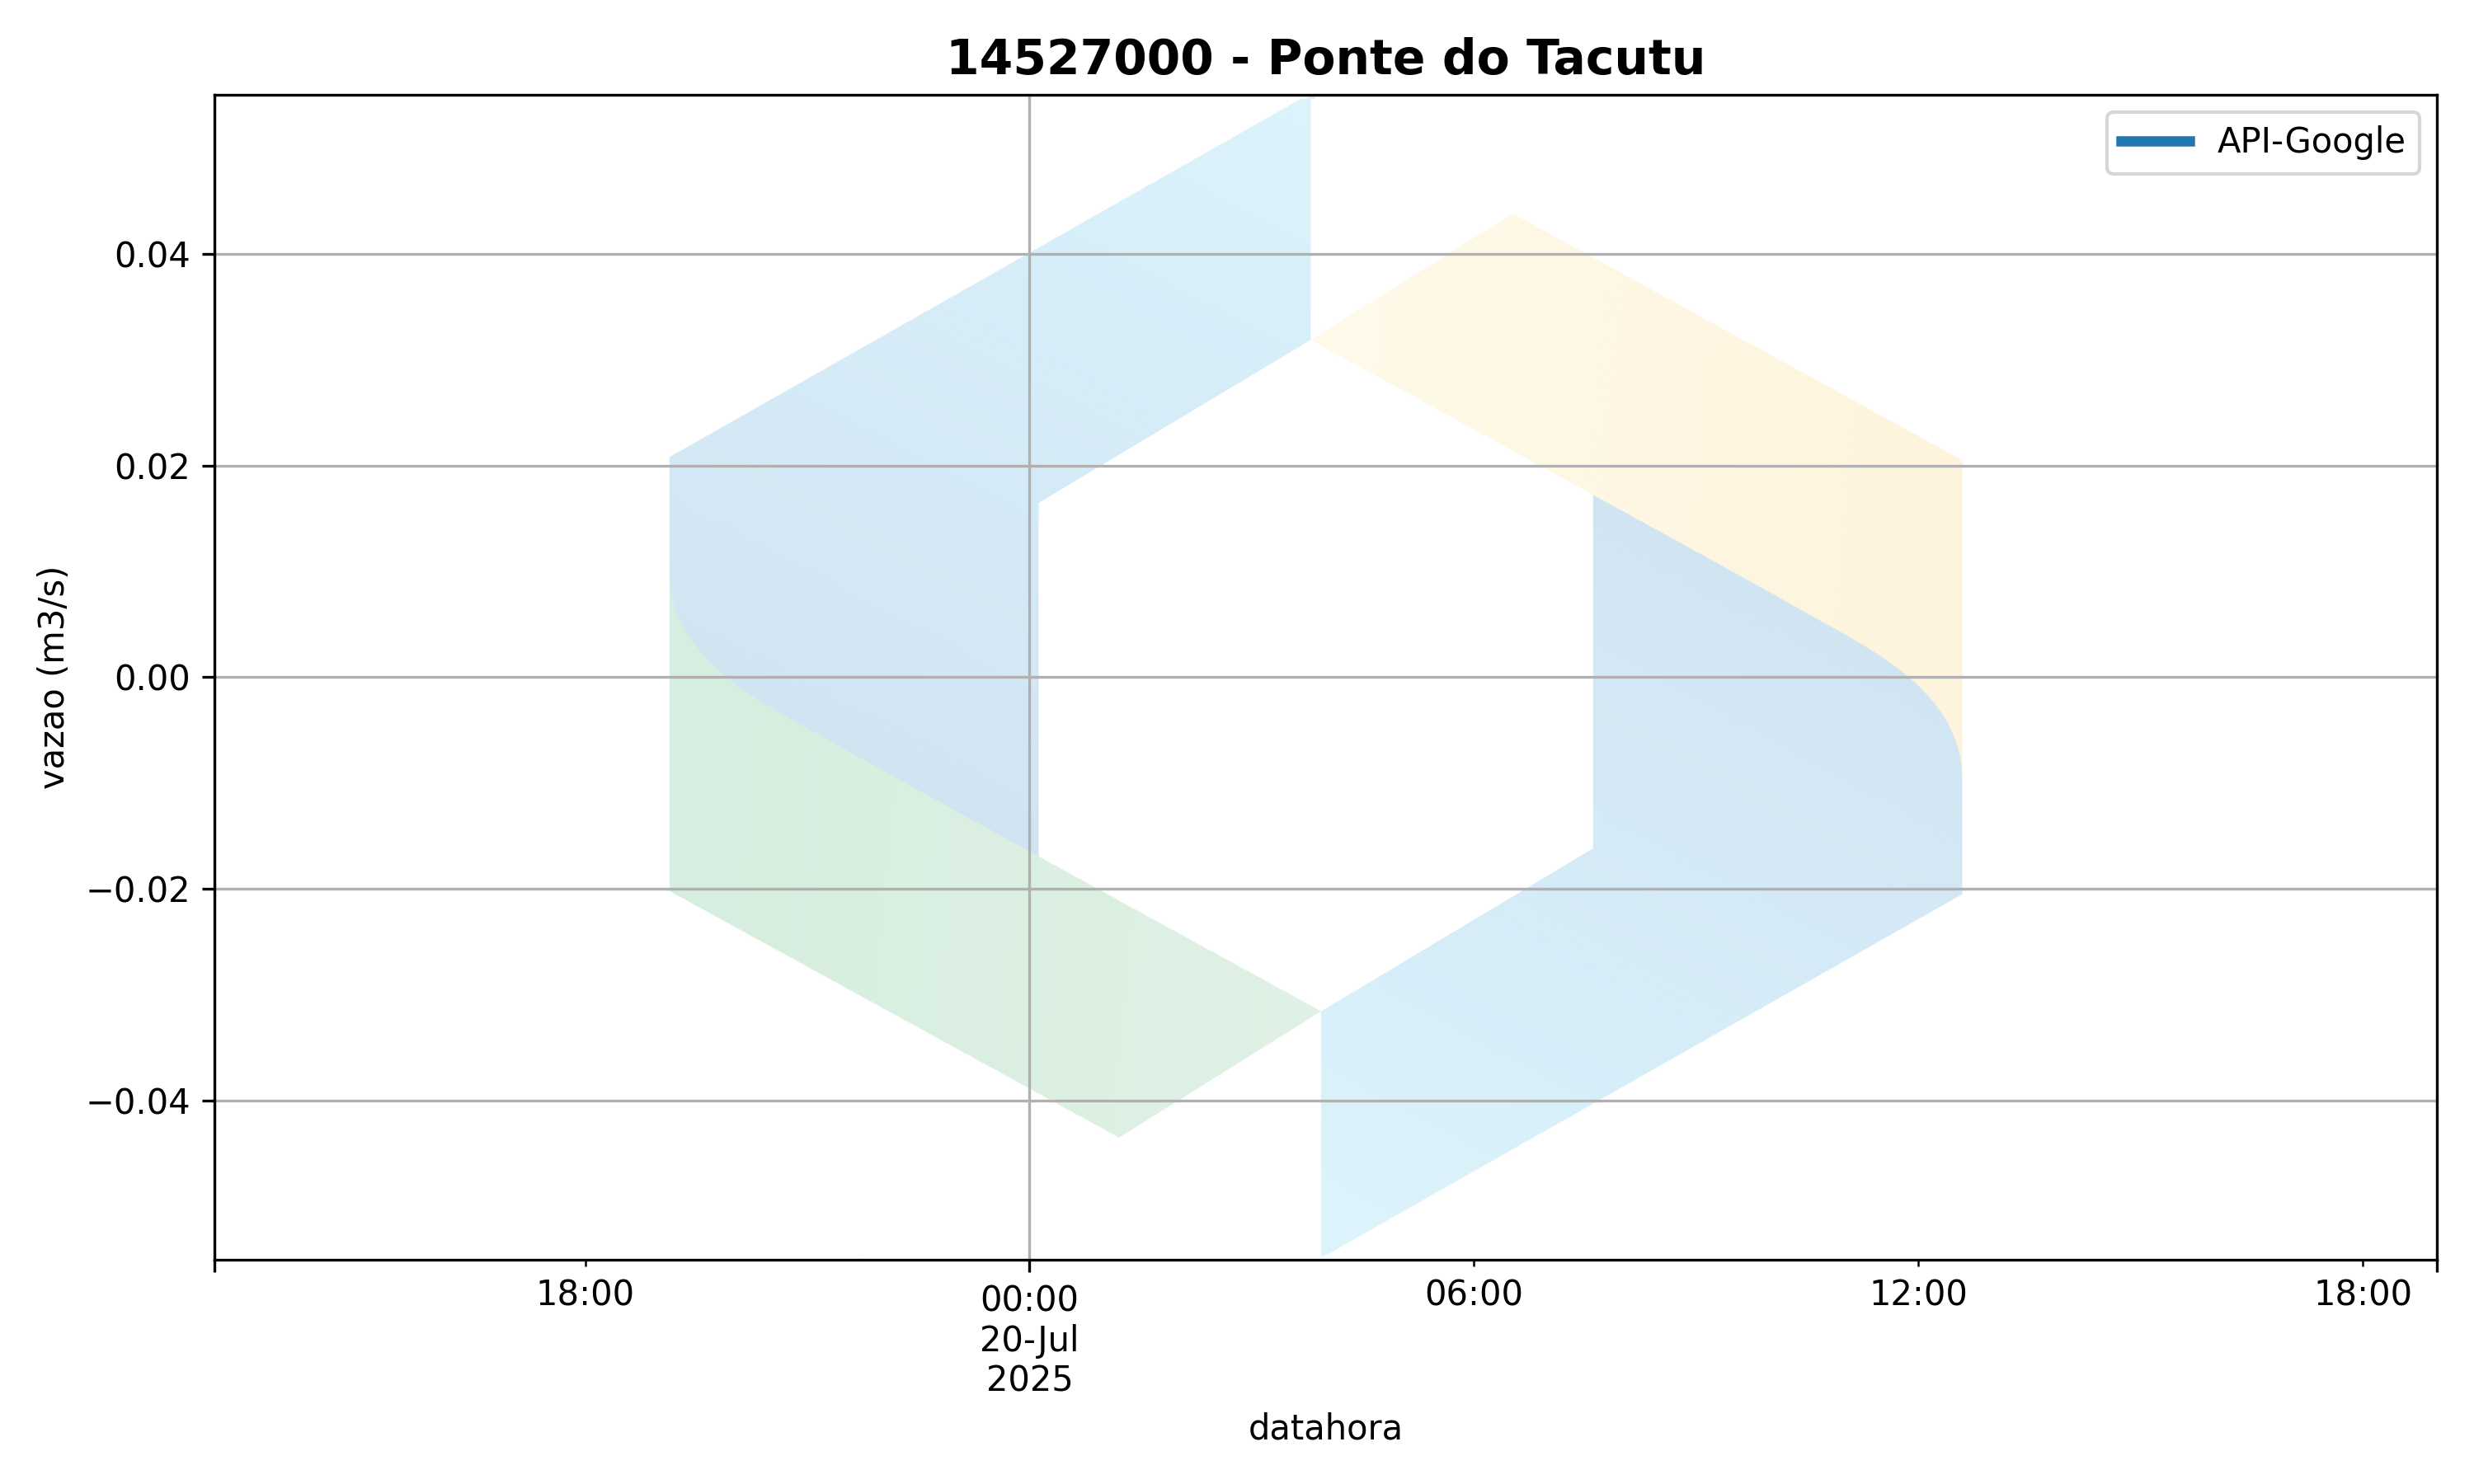 14527000 - Ponte do Tacutu
API-Google
0.04
0.02
0.00
−0.02
−0.04
vazao (m3/s)
18:00
00:00
20-Jul
2025
06:00
12:00
18:00
datahora